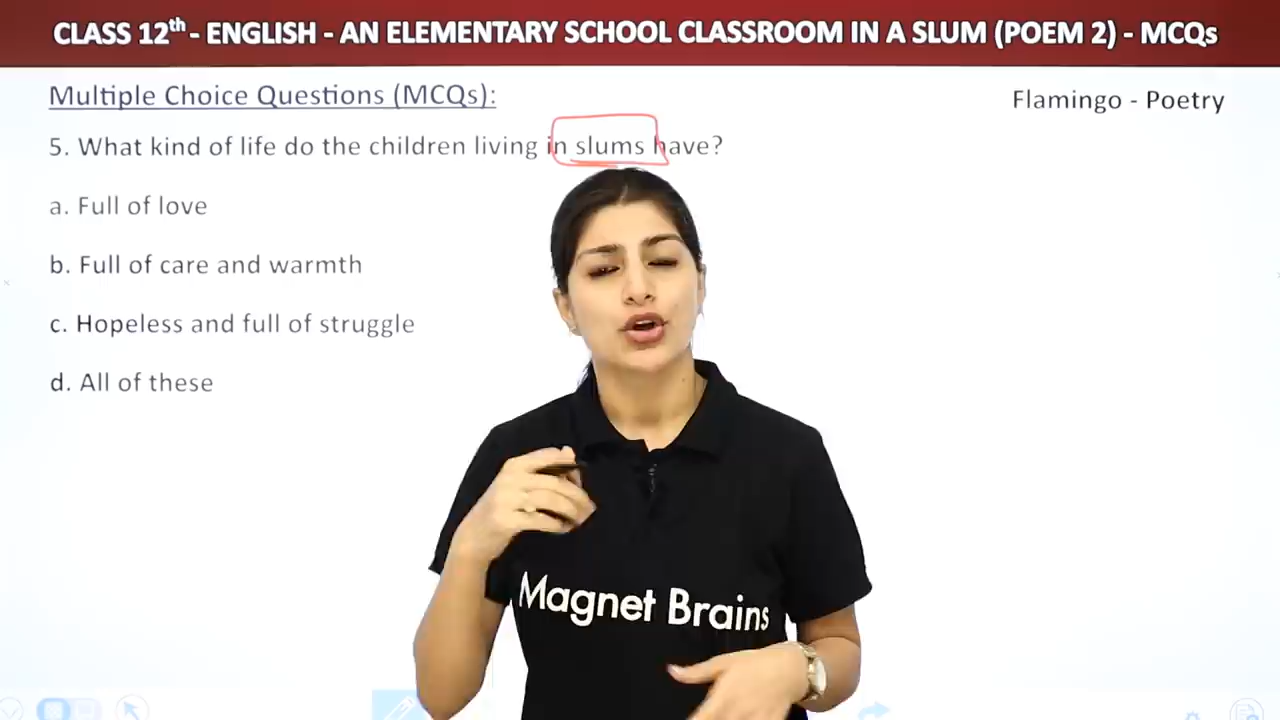 CLASS 12th - ENGLISH - AN ELEMENTARY SCHOOL CLASSROOM IN A SLUM (POEM 2) - MCQs
Multiple Choice Questions (MCQs):
Flamingo - Poetry
5. What kind of life do the children living in slums have?
a. Full of love
b. Full of care and warmth
c. Hopeless and full of struggle
d. All of these
Magnet Brains